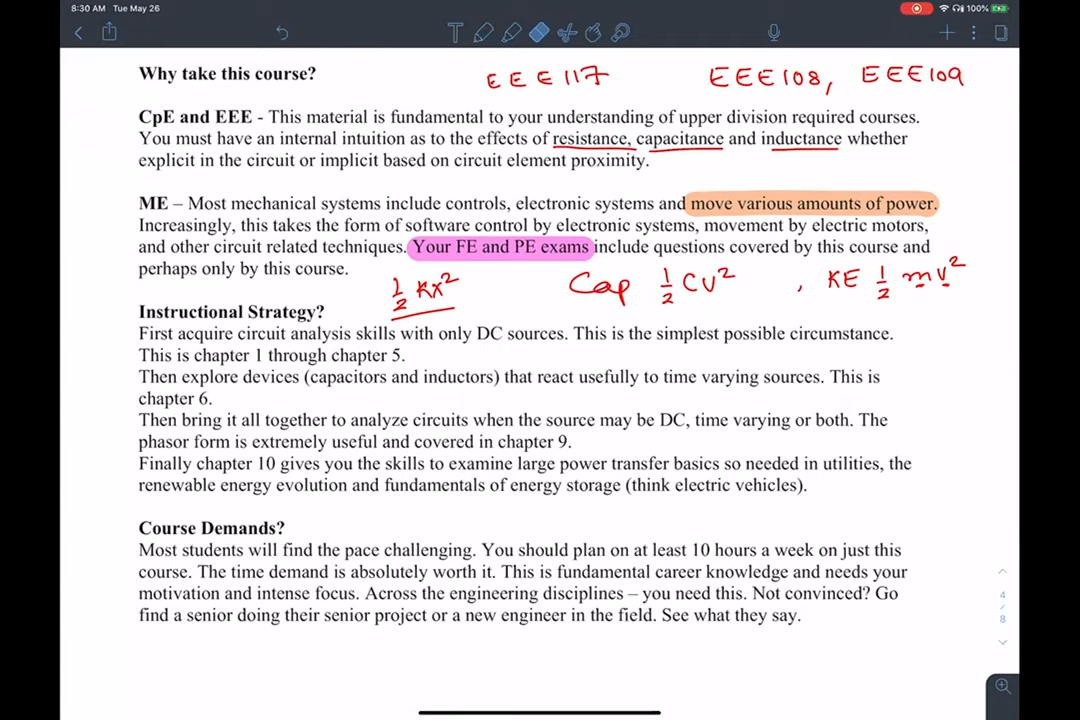 8:30 AM Tue May 26
100%
T
Why take this course?
EEE117 EEE108, EEE109
CpE and EEE - This material is fundamental to your understanding of upper division required courses.
You must have an internal intuition as to the effects of resistance, capacitance and inductance whether
explicit in the circuit or implicit based on circuit element proximity.
ME – Most mechanical systems include controls, electronic systems and move various amounts of power.
Increasingly, this takes the form of software control by electronic systems, movement by electric motors,
and other circuit related techniques. Your FE and PE exams include questions covered by this course and
perhaps only by this course.
½ Kx² Cap ½ CV² , KE ½ mv²
Instructional Strategy?
First acquire circuit analysis skills with only DC sources. This is the simplest possible circumstance.
This is chapter 1 through chapter 5.
Then explore devices (capacitors and inductors) that react usefully to time varying sources. This is
chapter 6.
Then bring it all together to analyze circuits when the source may be DC, time varying or both. The
phasor form is extremely useful and covered in chapter 9.
Finally chapter 10 gives you the skills to examine large power transfer basics so needed in utilities, the
renewable energy evolution and fundamentals of energy storage (think electric vehicles).
Course Demands?
Most students will find the pace challenging. You should plan on at least 10 hours a week on just this
course. The time demand is absolutely worth it. This is fundamental career knowledge and needs your
motivation and intense focus. Across the engineering disciplines – you need this. Not convinced? Go
find a senior doing their senior project or a new engineer in the field. See what they say.
4
/
8